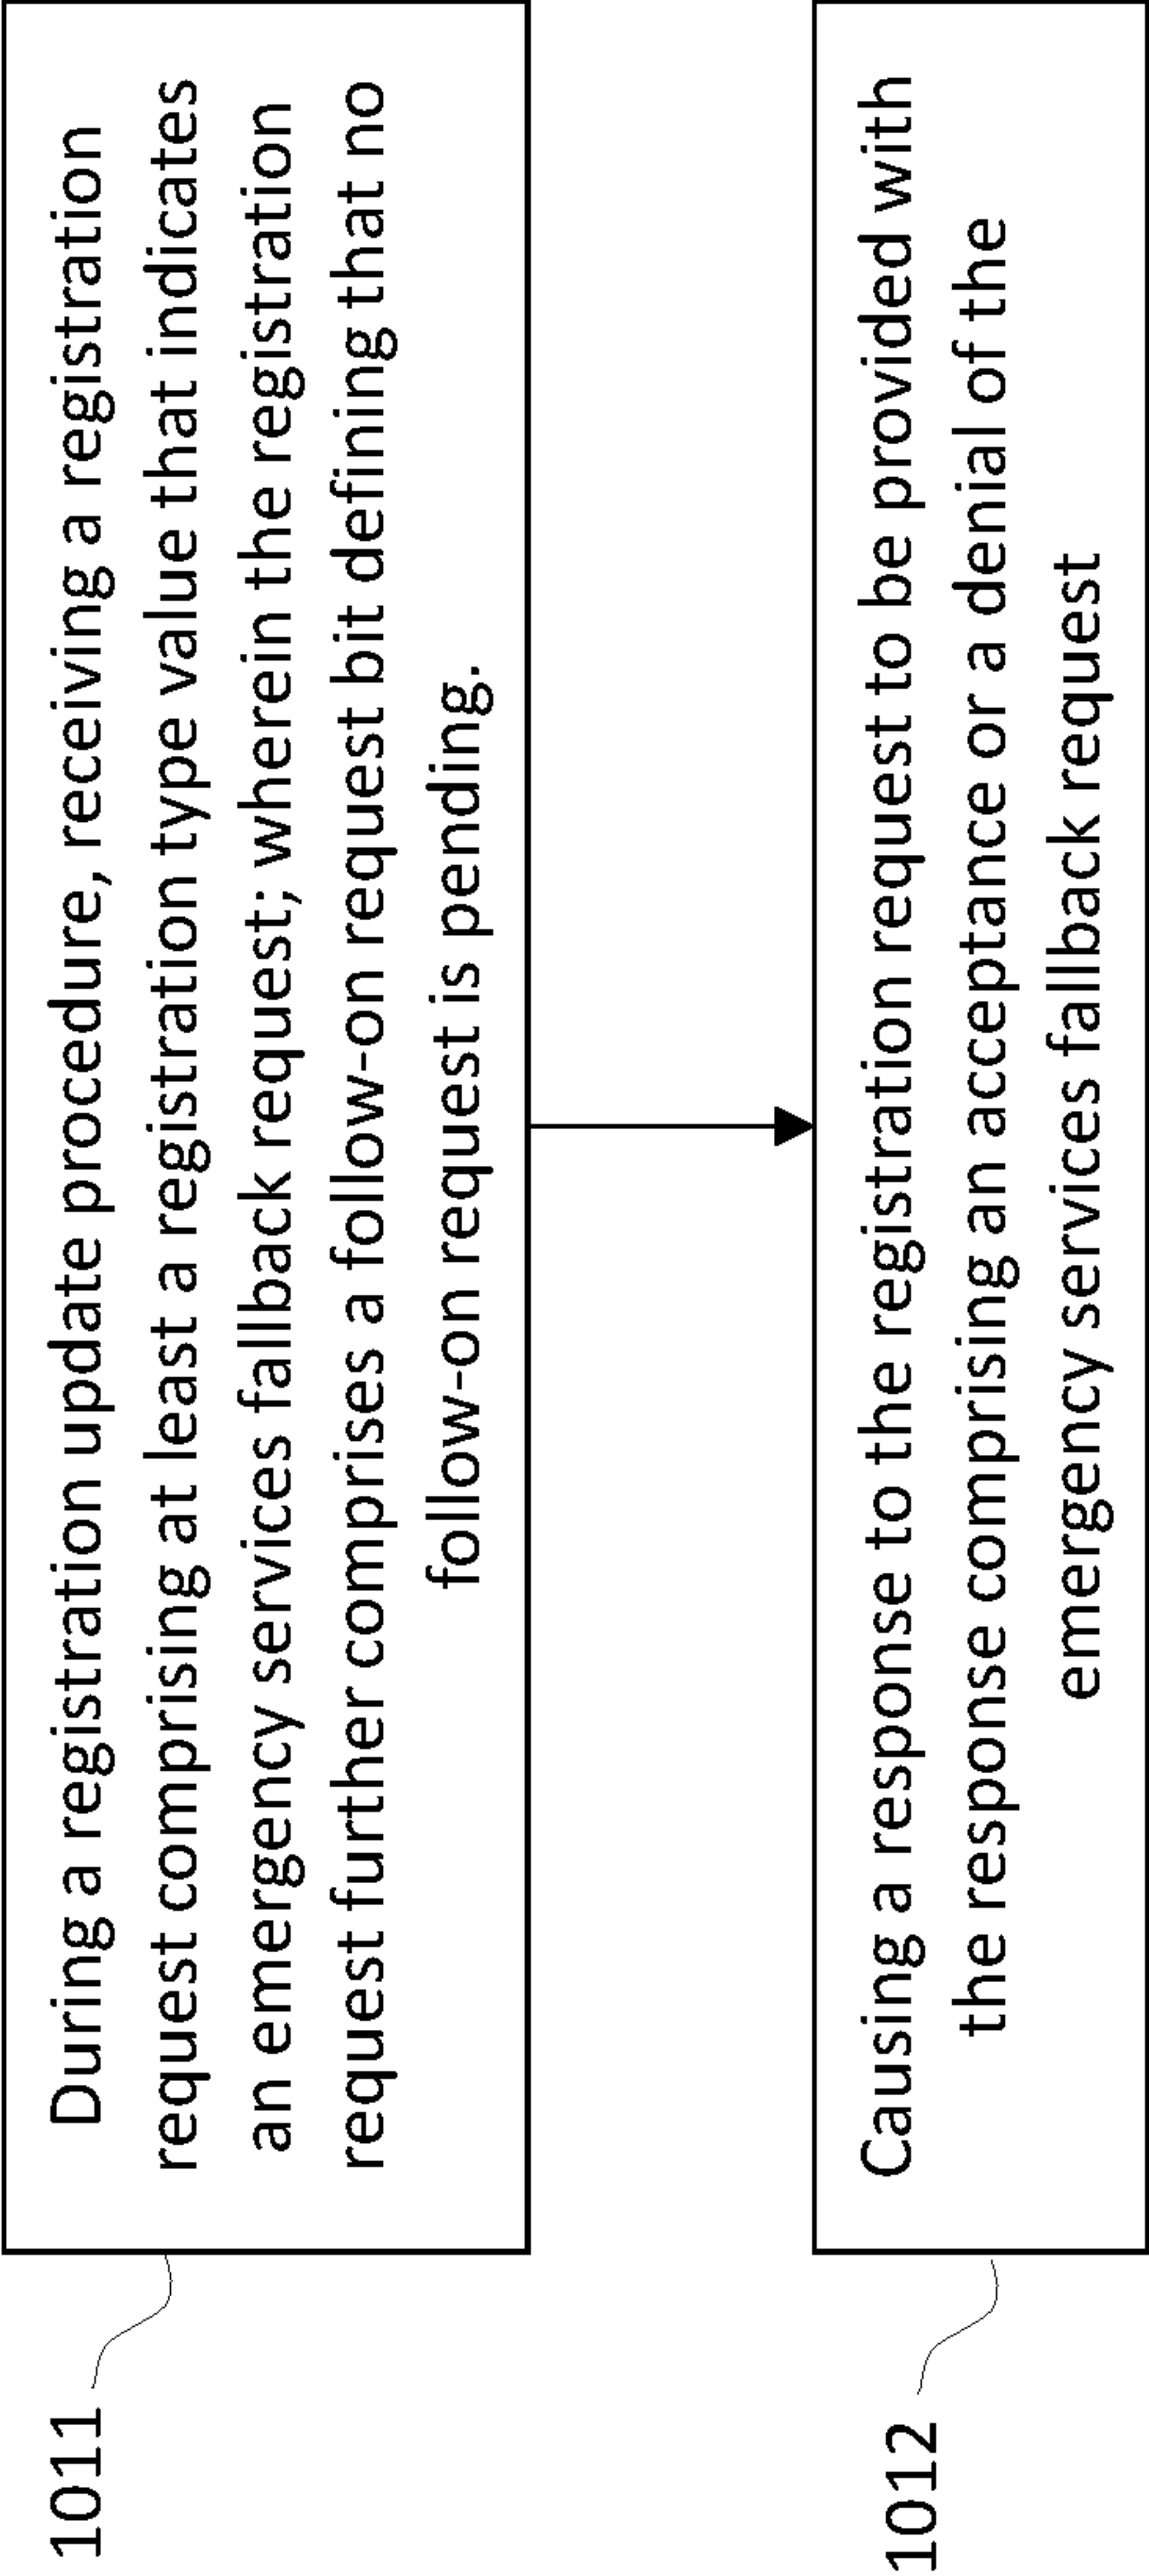 During a registration update procedure, receiving a registration
request comprising at least a registration type value that indicates
an emergency services fallback request; wherein the registration
request further comprises a follow-on request bit defining that no
follow-on request is pending.
1011
Causing a response to the registration request to be provided with
the response comprising an acceptance or a denial of the
emergency services fallback request
1012